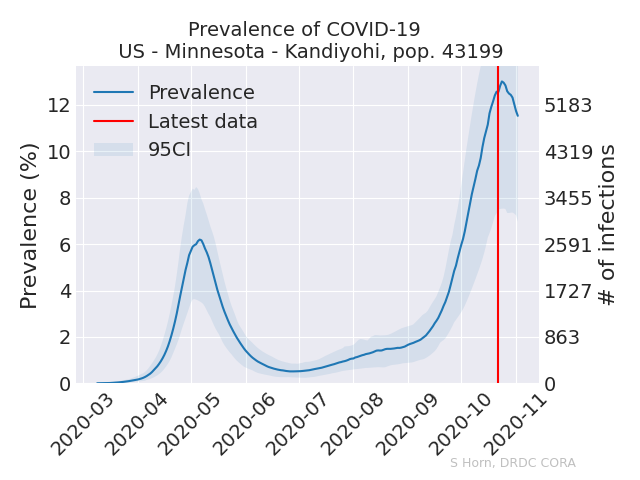 Prevalence of COVID-19
US - Minnesota - Kandiyohi, pop. 43199
Prevalence
Latest data
95CI
Prevalence (%)
12
10
8
6
4
2
0
5183
4319
3455
2591
1727
863
0
# of infections
2020-03
2020-04
2020-05
2020-06
2020-07
2020-08
2020-09
2020-10
2020-11
S Horn, DRDC CORA